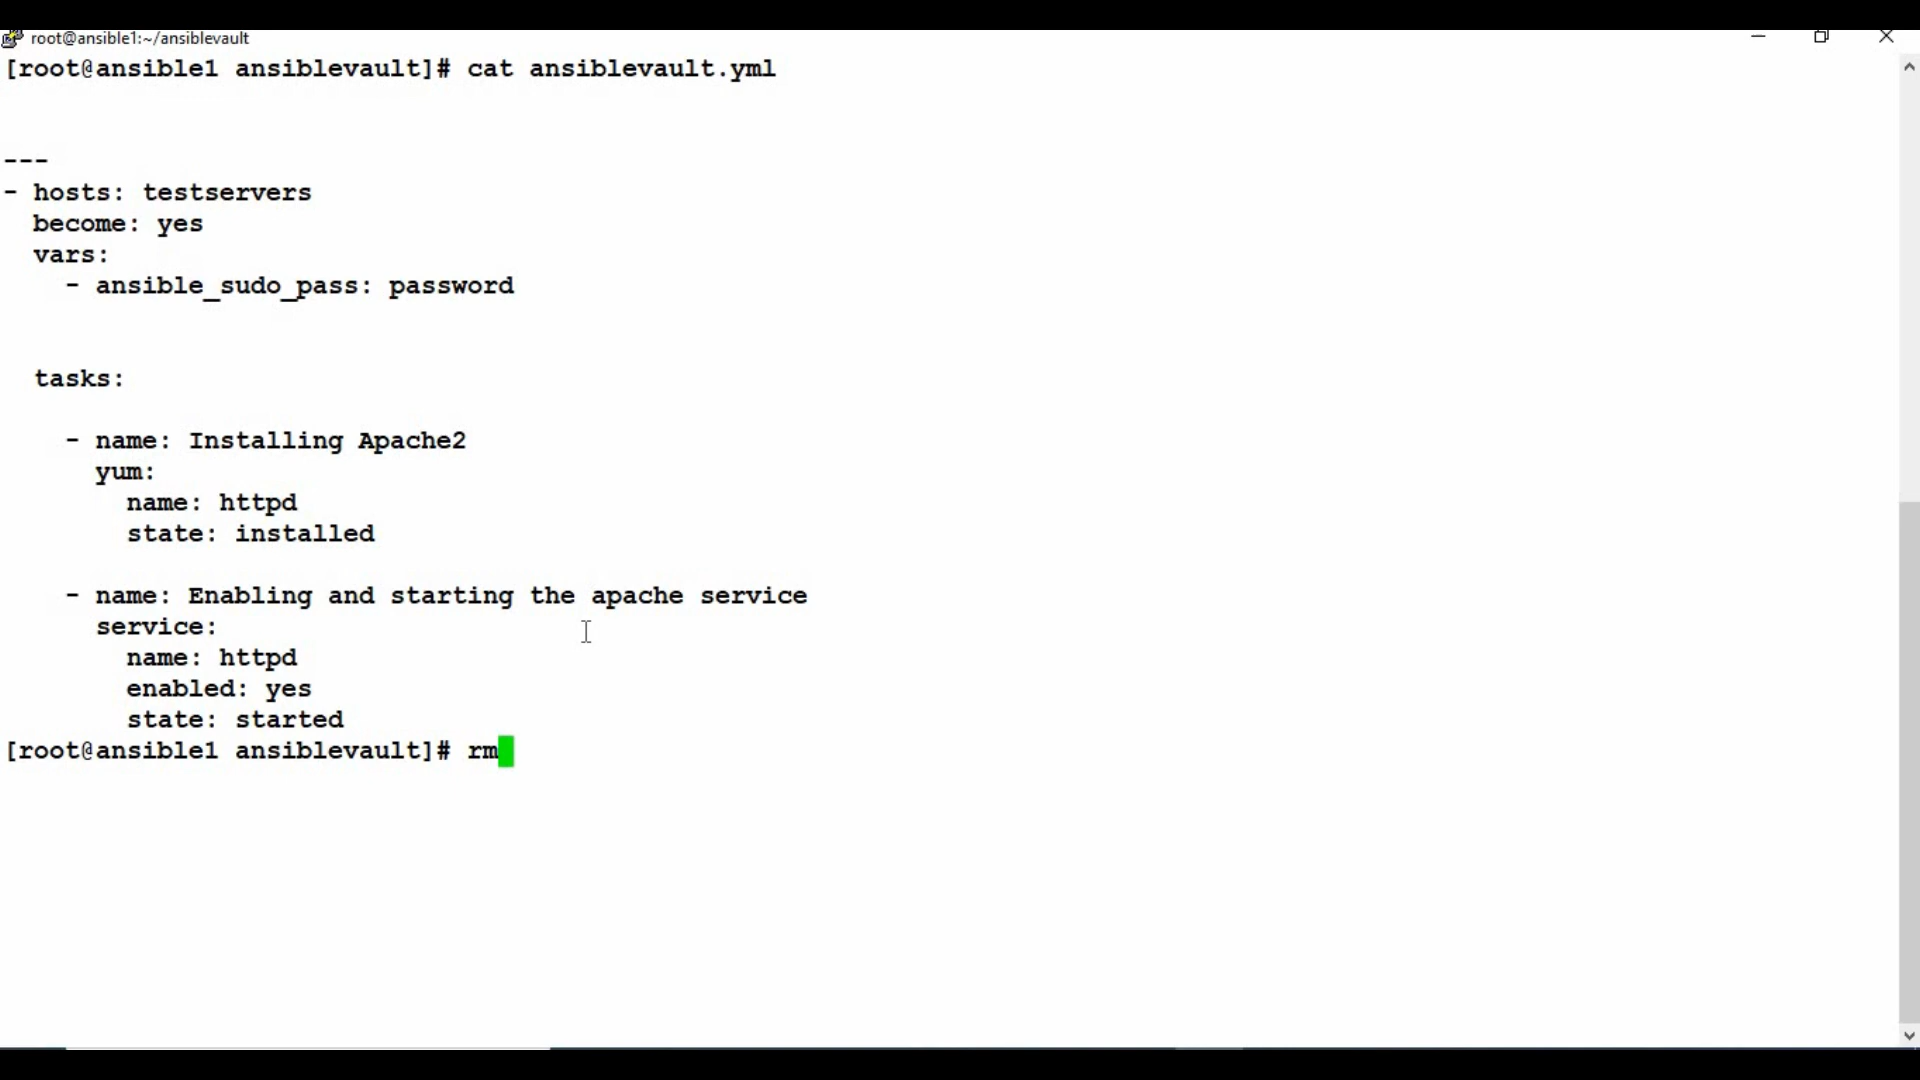 root@ansible1:~/ansiblevault
[root@ansible1 ansiblevault]# cat ansiblevault.yml
---
- hosts: testservers
become: yes
vars:
- ansible_sudo_pass: password
tasks:
- name: Installing Apache2
yum:
name: httpd
state: installed
- name: Enabling and starting the apache service
service:
name: httpd
enabled: yes
state: started
[root@ansible1 ansiblevault]# rm